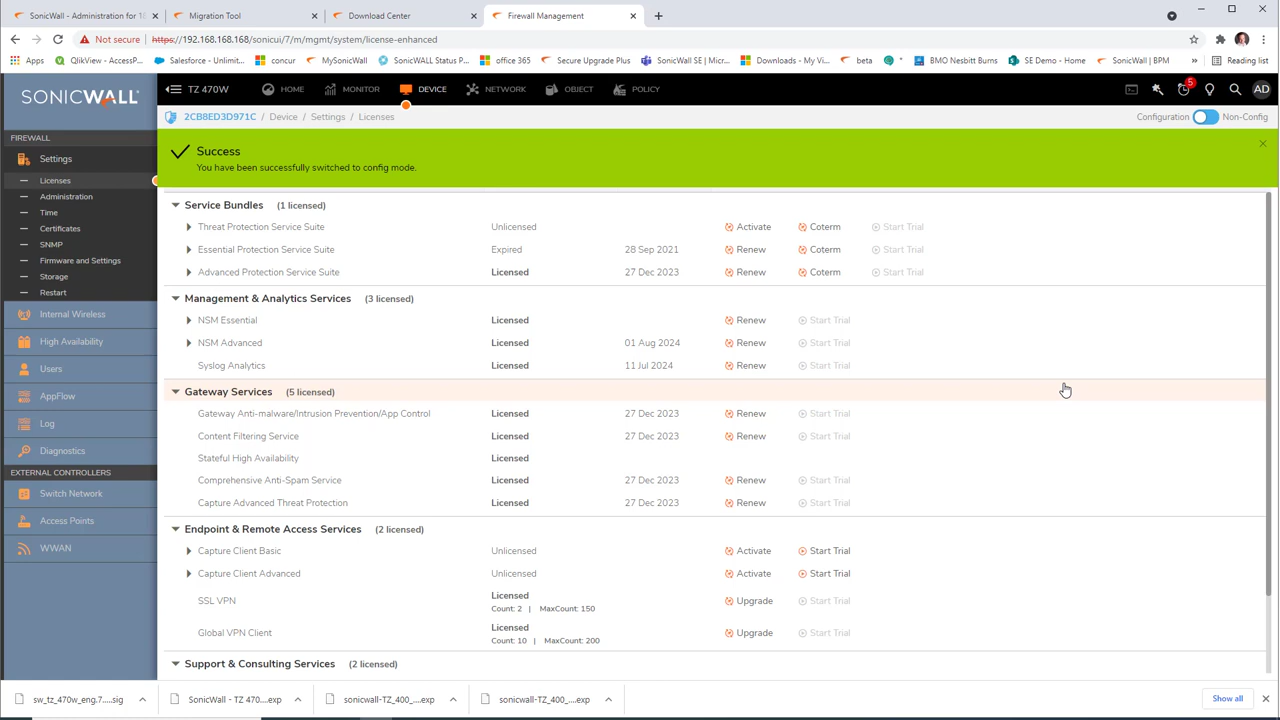 SonicWall - Administration for 16
Migration Tool
Download Center
Firewall Management
Not secure
https://192.168.168.168/sonicui/7/m/mgmt/system/license-enhanced
Apps
QlikView - AccessP...
Salesforce - Unlimit...
concur
MySonicWall
SonicWALL Status P...
office 365
Secure Upgrade Plus
SonicWall SE | Micr...
Downloads - My Vi...
beta
BMO Nesbitt Burns
SE Demo - Home
SonicWall | BPM
»
Reading list
SONICWALL
TZ 470W
HOME
MONITOR
DEVICE
NETWORK
OBJECT
POLICY
5
AD
2CB8ED3D971C / Device / Settings / Licenses
Configuration
Non-Config
FIREWALL
Settings
Licenses
Administration
Time
Certificates
SNMP
Firmware and Settings
Storage
Restart
Internal Wireless
High Availability
Users
AppFlow
Log
Diagnostics
EXTERNAL CONTROLLERS
Switch Network
Access Points
WWAN
Success
You have been successfully switched to config mode.
Service Bundles (1 licensed)
Threat Protection Service Suite Unlicensed Activate Coterm Start Trial
Essential Protection Service Suite Expired 28 Sep 2021 Renew Coterm Start Trial
Advanced Protection Service Suite Licensed 27 Dec 2023 Renew Coterm Start Trial
Management & Analytics Services (3 licensed)
NSM Essential Licensed Renew Start Trial
NSM Advanced Licensed 01 Aug 2024 Renew Start Trial
Syslog Analytics Licensed 11 Jul 2024 Renew Start Trial
Gateway Services (5 licensed)
Gateway Anti-malware/Intrusion Prevention/App Control Licensed 27 Dec 2023 Renew Start Trial
Content Filtering Service Licensed 27 Dec 2023 Renew Start Trial
Stateful High Availability Licensed
Comprehensive Anti-Spam Service Licensed 27 Dec 2023 Renew Start Trial
Capture Advanced Threat Protection Licensed 27 Dec 2023 Renew Start Trial
Endpoint & Remote Access Services (2 licensed)
Capture Client Basic Unlicensed Activate Start Trial
Capture Client Advanced Unlicensed Activate Start Trial
SSL VPN Licensed Upgrade Start Trial
Count: 2 | MaxCount: 150
Global VPN Client Licensed Upgrade Start Trial
Count: 10 | MaxCount: 200
Support & Consulting Services (2 licensed)
sw_tz_470w_eng.7.....sig
SonicWall - TZ 470....exp
sonicwall-TZ_400_....exp
sonicwall-TZ_400_....exp
Show all